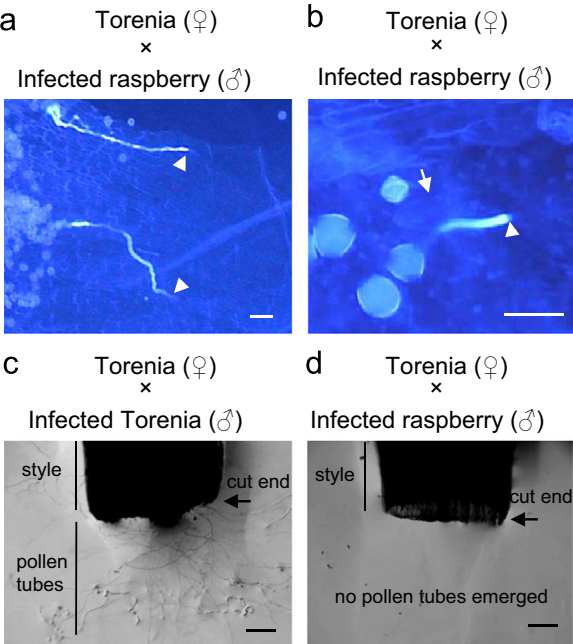 a
Torenia (♀)
×
Infected raspberry (♂)
b
Torenia (♀)
×
Infected raspberry (♂)
c
Torenia (♀)
×
Infected Torenia (♂)
style
cut end
pollen
tubes
d
Torenia (♀)
×
Infected raspberry (♂)
style
cut end
no pollen tubes emerged